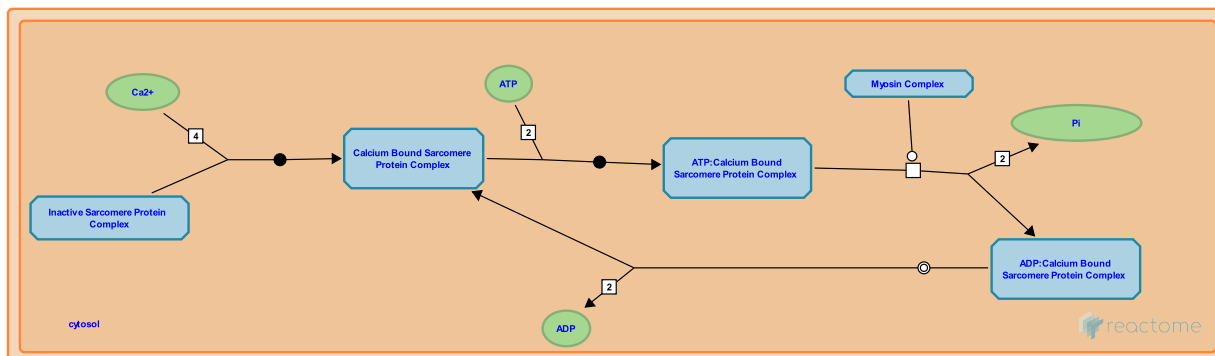 Ca2+
4
Inactive Sarcomere Protein
Complex
Calcium Bound Sarcomere
Protein Complex
ATP
2
ATP:Calcium Bound
Sarcomere Protein Complex
Myosin Complex
Pi
2
ADP:Calcium Bound
Sarcomere Protein Complex
2
ADP
cytosol
reactome